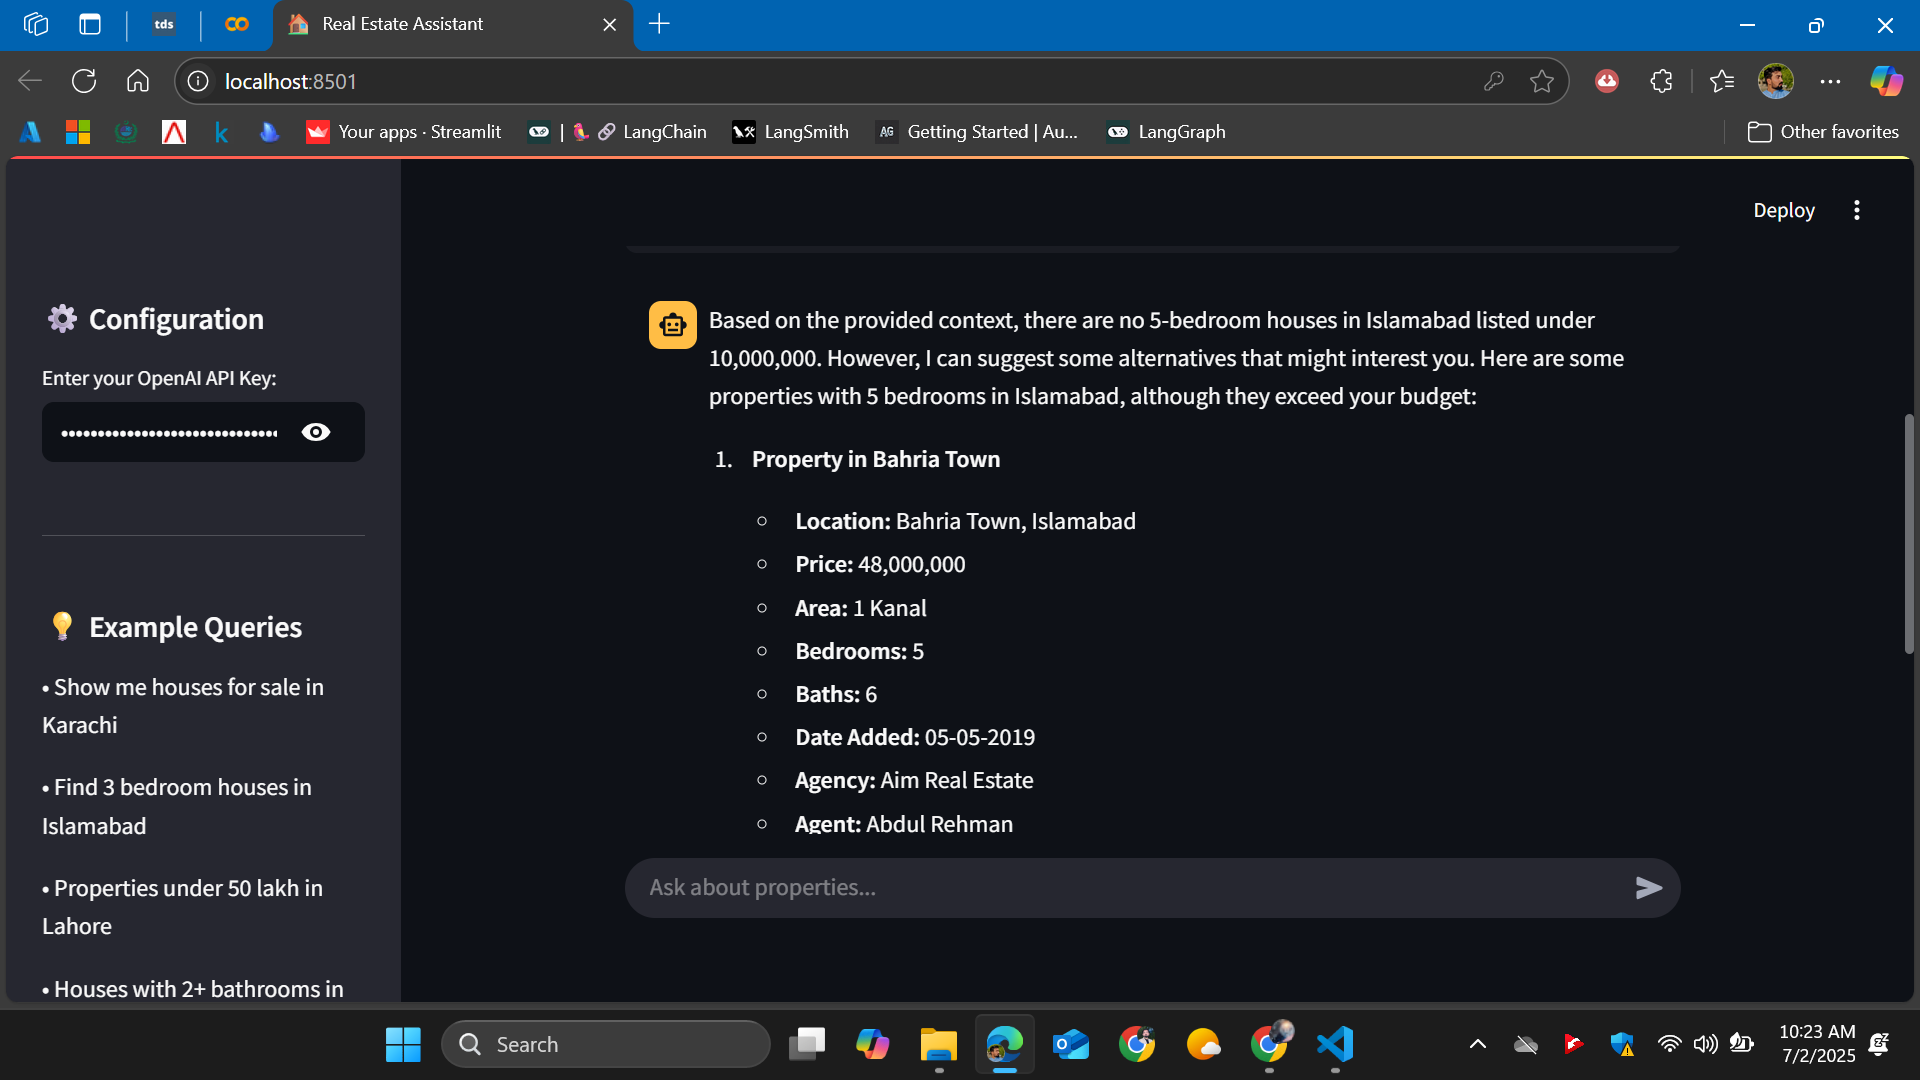 tds
Real Estate Assistant
localhost:8501
Your apps · Streamlit
| 🦜🔗 LangChain
LangSmith
AG
Getting Started | Au...
LangGraph
Other favorites
Deploy
Configuration
Enter your OpenAI API Key:
Example Queries
• Show me houses for sale in
Karachi
• Find 3 bedroom houses in
Islamabad
• Properties under 50 lakh in
Lahore
• Houses with 2+ bathrooms in
Based on the provided context, there are no 5-bedroom houses in Islamabad listed under
10,000,000. However, I can suggest some alternatives that might interest you. Here are some
properties with 5 bedrooms in Islamabad, although they exceed your budget:
1. Property in Bahria Town
Location: Bahria Town, Islamabad
Price: 48,000,000
Area: 1 Kanal
Bedrooms: 5
Baths: 6
Date Added: 05-05-2019
Agency: Aim Real Estate
Agent: Abdul Rehman
Ask about properties...
Search
10:23 AM
7/2/2025